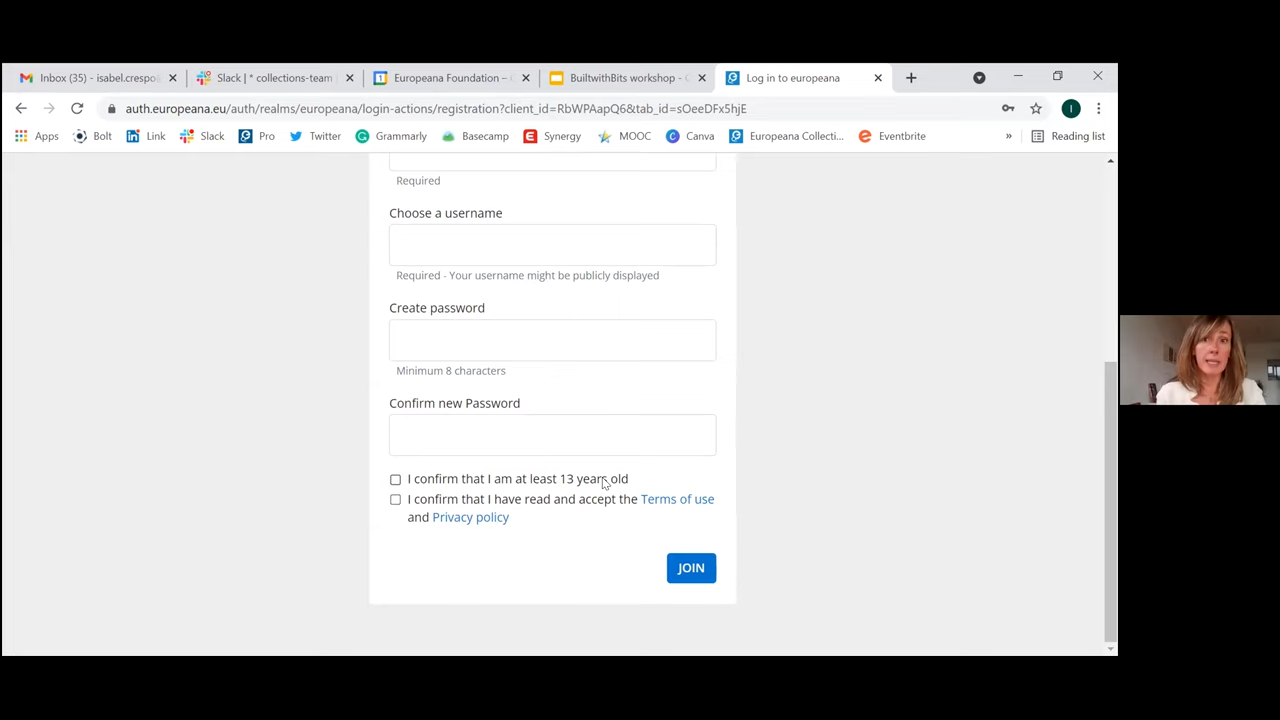 Inbox (35) - isabel.crespo
Slack | * collections-team
Europeana Foundation –
BuiltwithBits workshop -
Log in to europeana
auth.europeana.eu/auth/realms/europeana/login-actions/registration?client_id=RbWPAapQ6&tab_id=sOeeDFx5hjE
Apps Bolt Link Slack Pro Twitter Grammarly Basecamp Synergy MOOC Canva Europeana Collecti... Eventbrite » Reading list
Required
Choose a username
Required - Your username might be publicly displayed
Create password
Minimum 8 characters
Confirm new Password
I confirm that I am at least 13 years old
I confirm that I have read and accept the Terms of use
and Privacy policy
JOIN